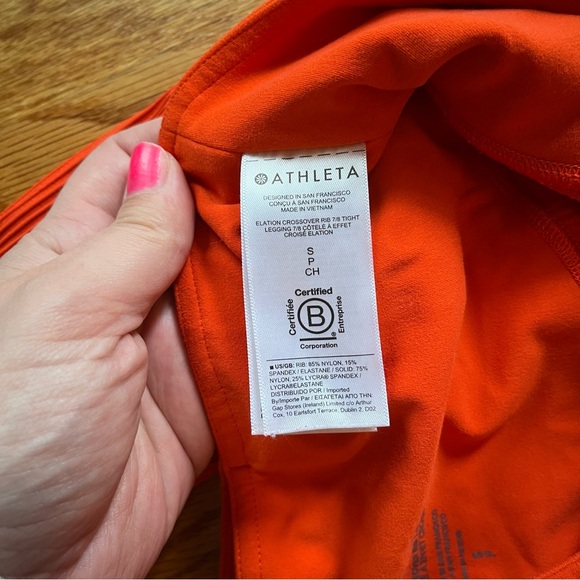 ATHLETA
DESIGNED IN SAN FRANCISCO
CONÇU A SAN FRANCISCO
MADE IN VIETNAM
ELATION CROSSOVER RIB 7/8 TIGHT
LEGGING 7/8 CÔTELÉ À EFFET
CROISÉ ELATION
S
P
CH
Certified
Certifiée
B
Entreprise
Corporation
US/GB: RIB: 85% NYLON, 15%
SPANDEX / ELASTANE / SOLID: 75%
NYLON, 25% LYCRA® SPANDEX /
LYCRA®ELASTANE
DISTRIBUIDO POR / Imported
By/Importe Par / ΕΙΣΑΓΕΤΑΙ ΑΠΟ ΤΗΝ:
Gap Stores (Ireland) Limited c/o Arthur
Cox, 10 Earlsfort Terrace, Dublin 2, D02